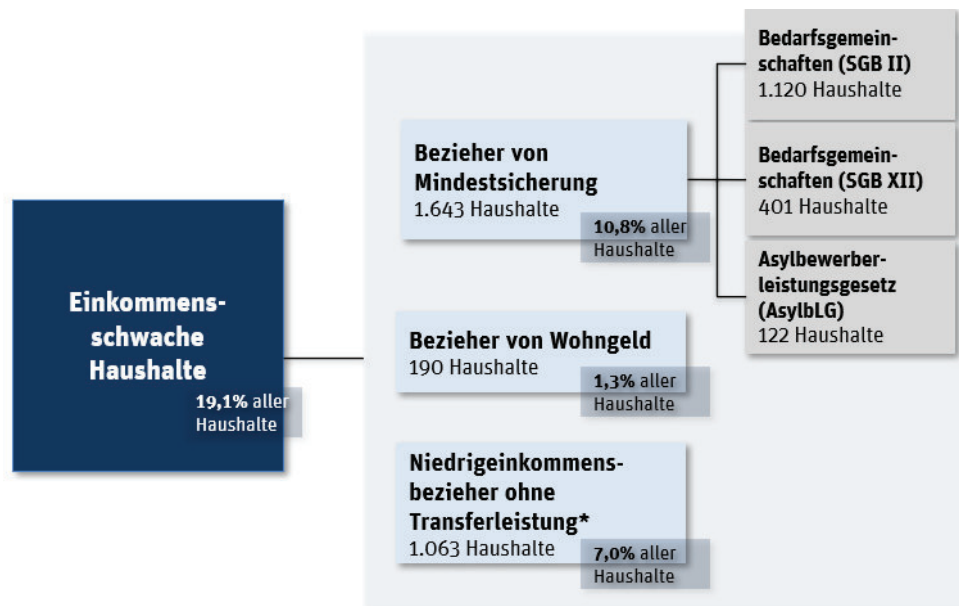 Einkommens-
schwache
Haushalte
19,1% aller
Haushalte
Bezieher von
Mindestsicherung
1.643 Haushalte
10,8% aller
Haushalte
Bedarfsgemein-
schaften (SGB II)
1.120 Haushalte
Bedarfsgemein-
schaften (SGB XII)
401 Haushalte
Asylbewerber-
leistungsgesetz
(AsylbLG)
122 Haushalte
Bezieher von Wohngeld
190 Haushalte
1,3% aller
Haushalte
Niedrigeinkommens-
bezieher ohne
Transferleistung*
1.063 Haushalte
7,0% aller
Haushalte